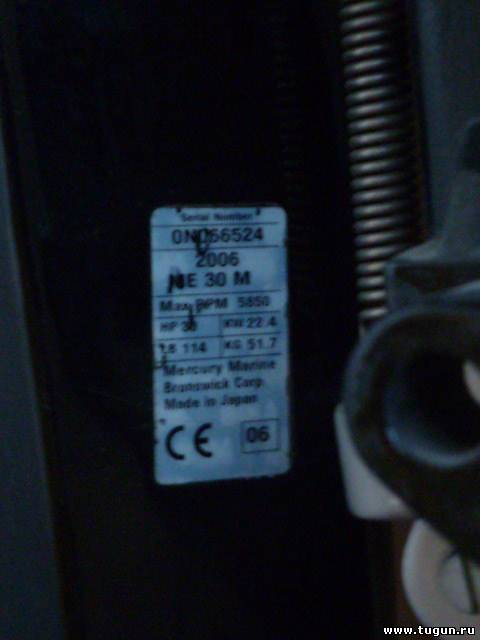 Serial Number
0N056524
2006
ME 30 M
Max RPM 5850
HP 30 KW 22.4
LB 114 KG 51.7
Mercury Marine
Brunswick Corp.
Made in Japan
CE 06
www.tugun.ru